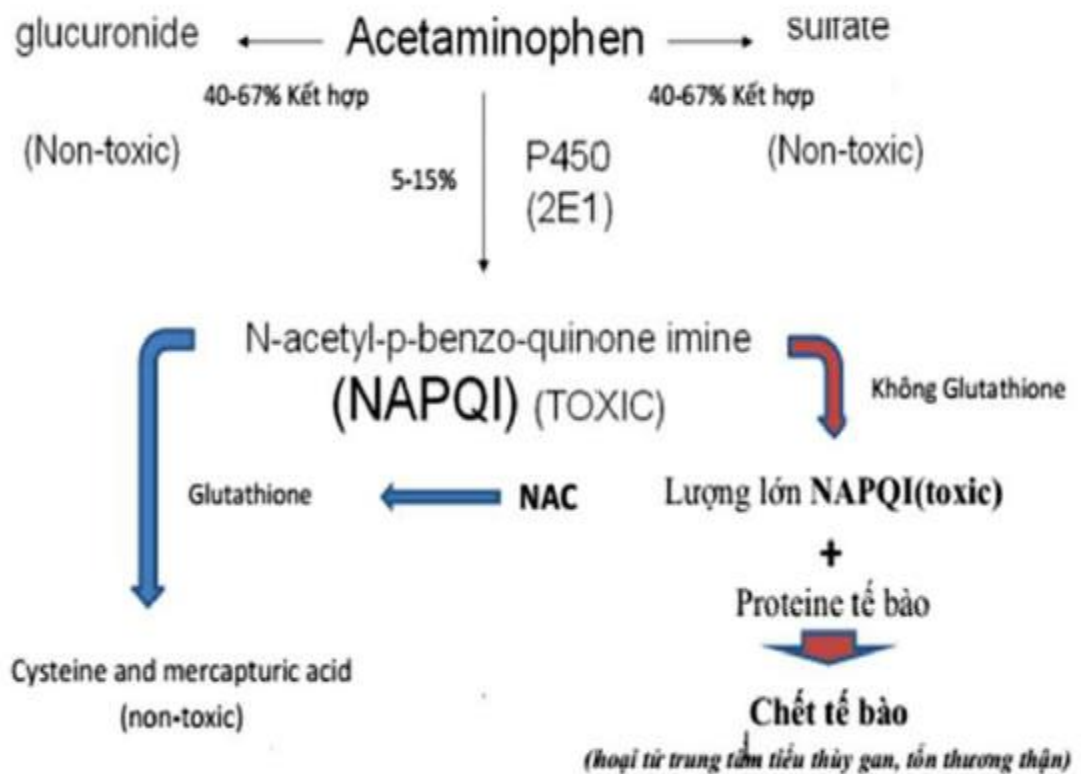 glucuronide
Acetaminophen
sulfate
40-67% Kết hợp
40-67% Kết hợp
(Non-toxic)
P450
(Non-toxic)
5-15%
(2E1)
N-acetyl-p-benzo-quinone imine
(NAPQI) (TOXIC)
Không Glutathione
Glutathione
NAC
Lượng lớn NAPQI(toxic)
+
Proteine tế bào
Cysteine and mercapturic acid
(non-toxic)
Chết tế bào
(hoại tử trung tâm tiểu thùy gan, tổn thương thận)